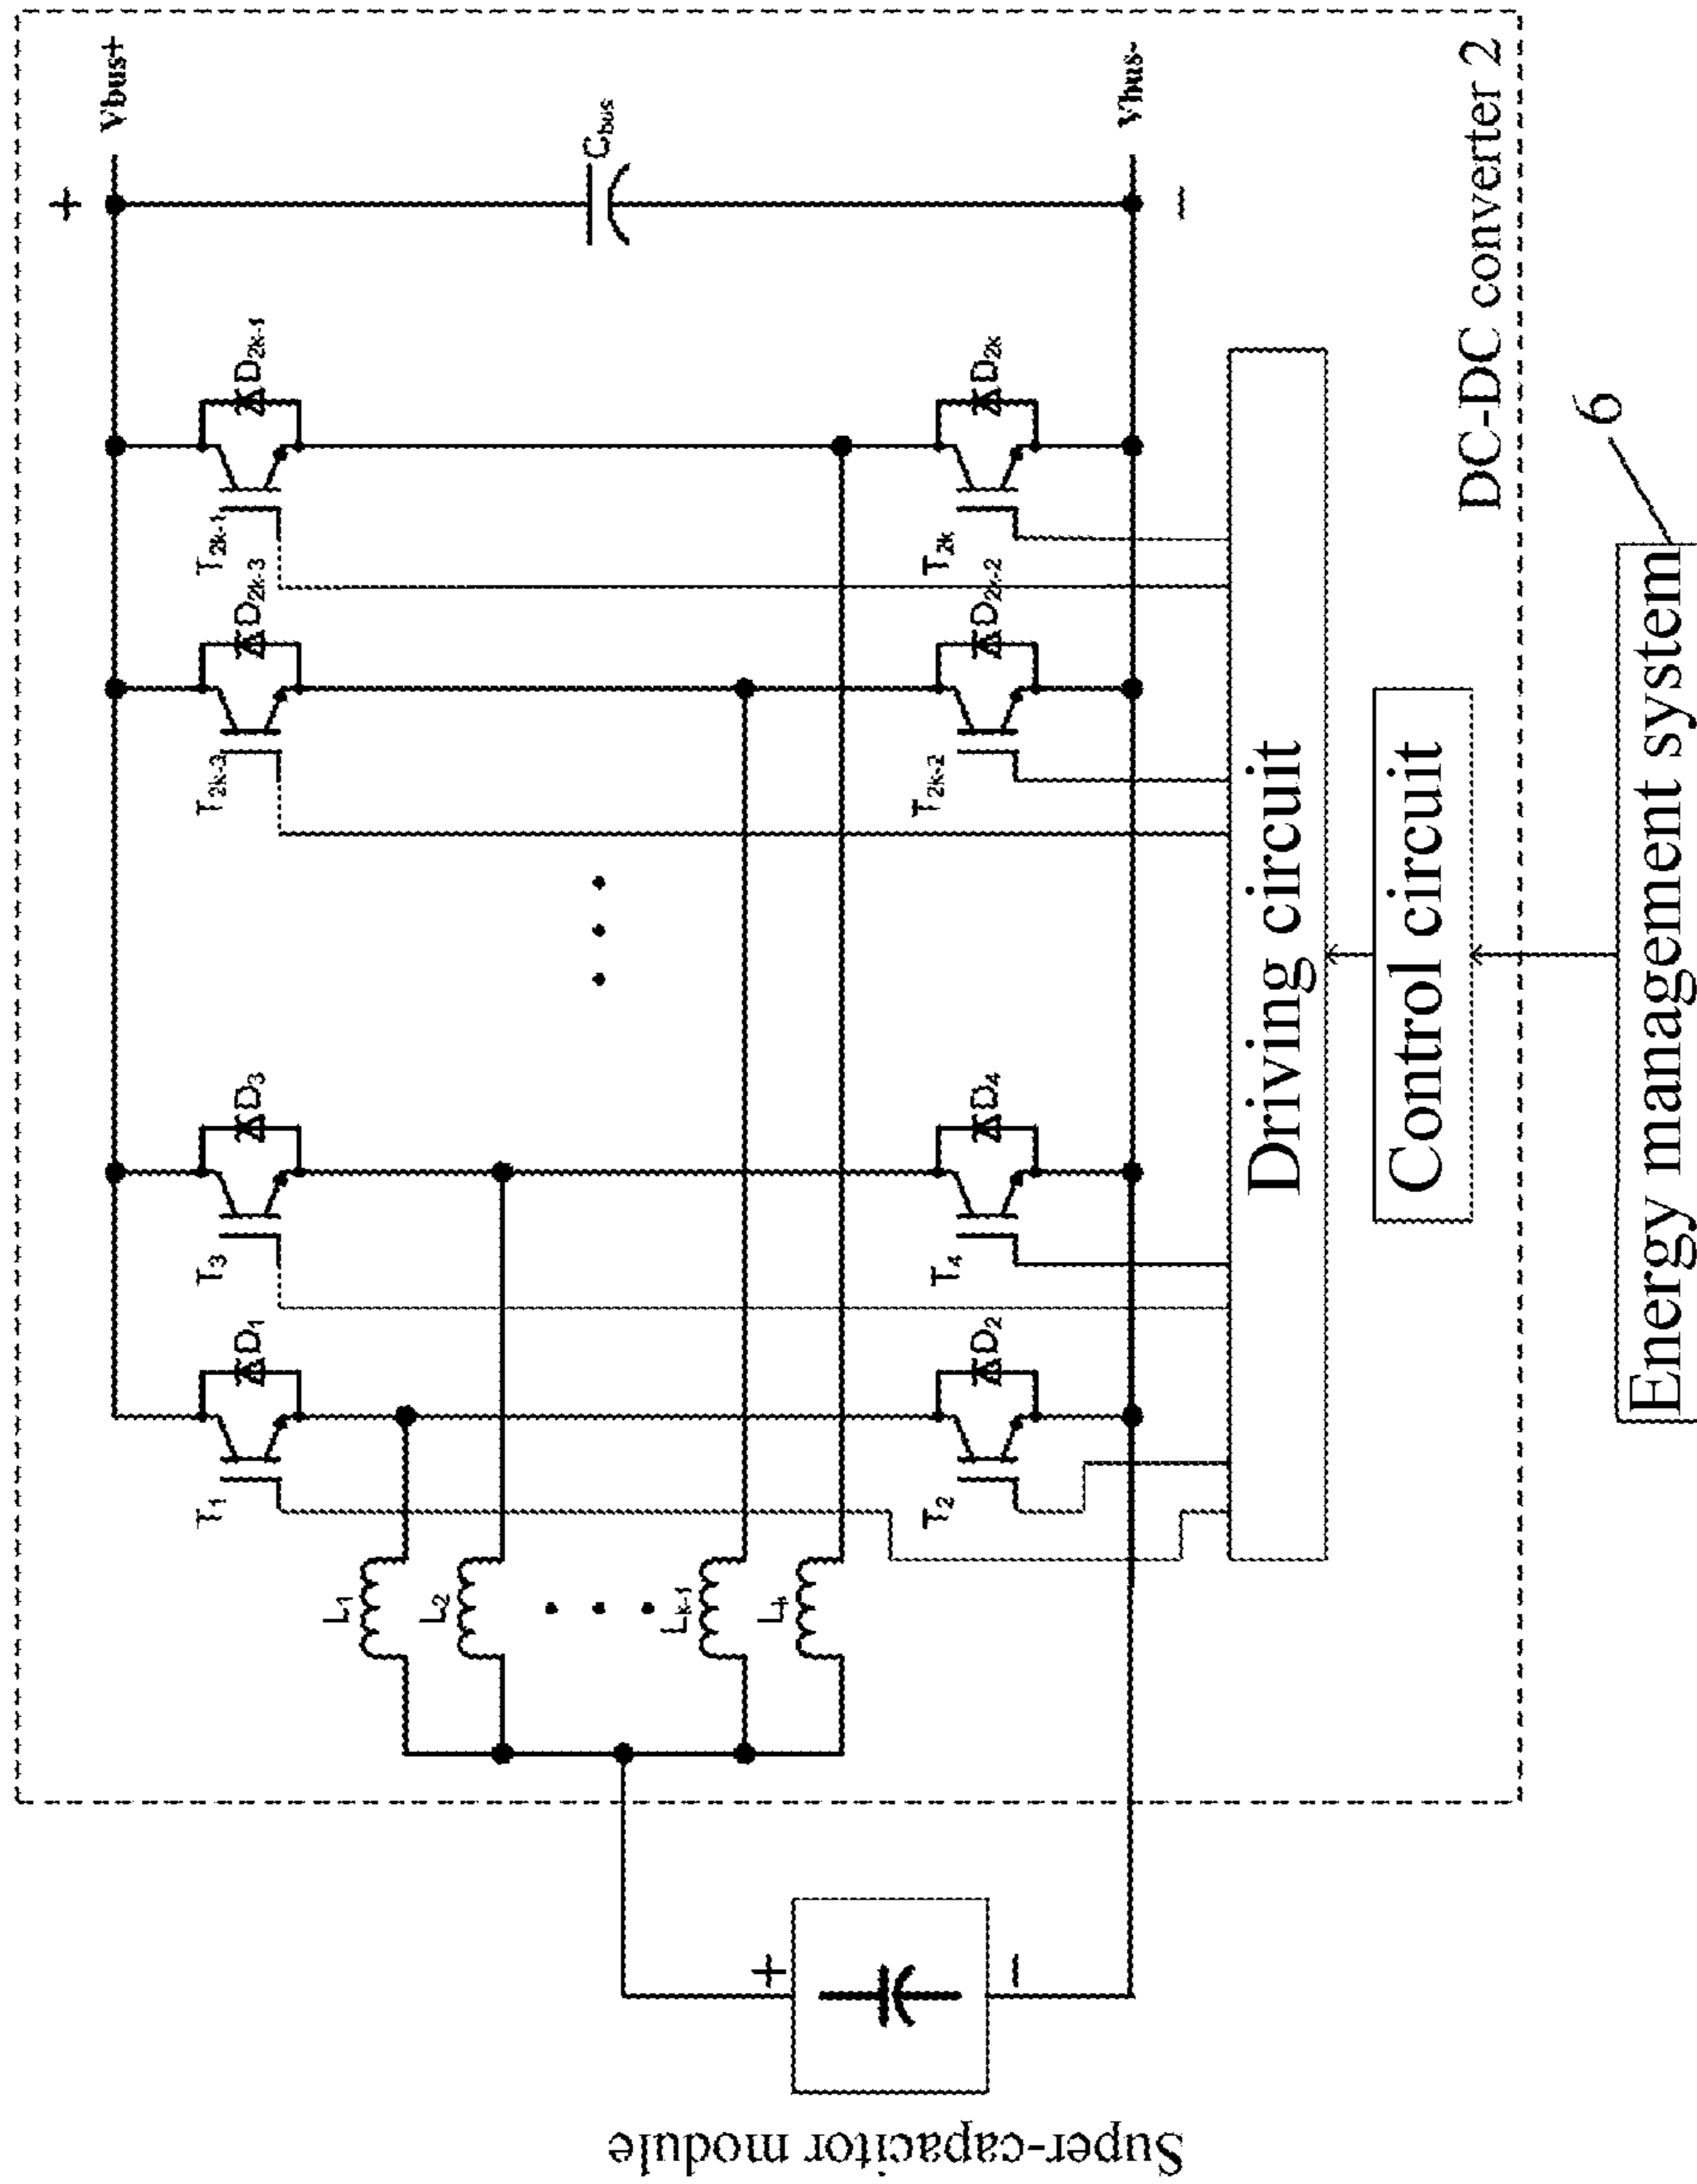 +
Vbus+
T₁
D₁
T₃
D₃
T₂ₖ₋₃
D₂ₖ₋₃
T₂ₖ₋₁
D₂ₖ₋₁
L₁
L₂
Lₖ₋₁
Cbus
T₂
D₂
T₄
D₄
T₂ₖ₋₂
D₂ₖ₋₂
T₂ₖ
D₂ₖ
+
−
Vbus-
−
Super-capacitor module
Driving circuit
Control circuit
DC-DC converter 2
Energy management system
6